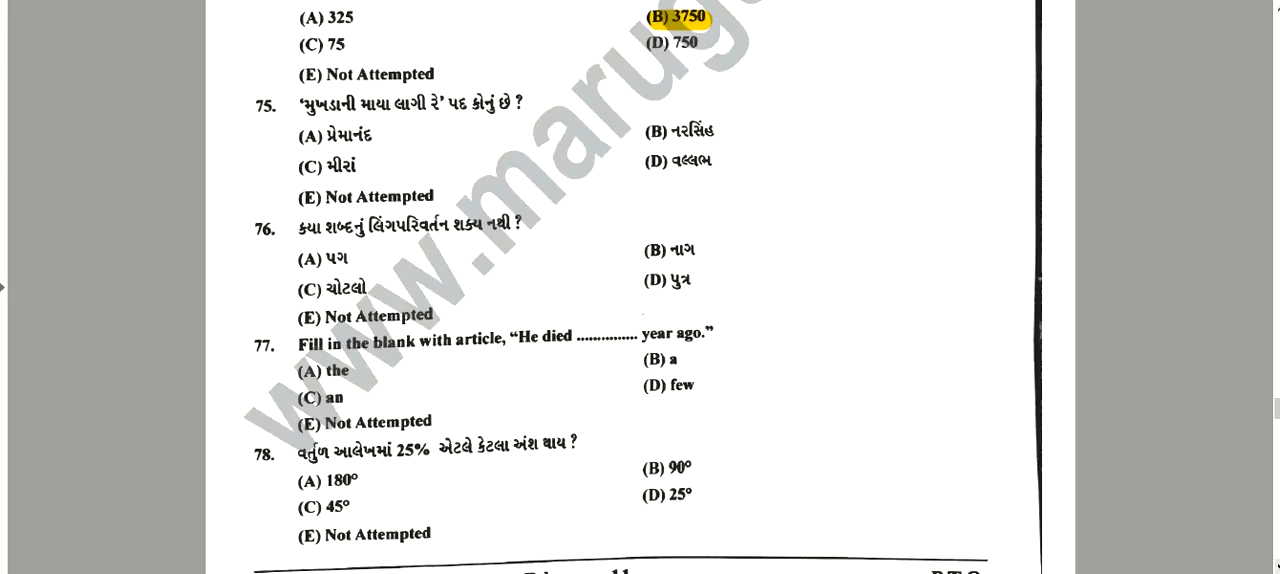 (A) 325 (B) 3750
(C) 75 (D) 750
(E) Not Attempted
75. ‘મુખડાની માયા લાગી રે’ પદ કોનું છે ?
(A) પ્રેમાનંદ (B) નરસિંહ
(C) મીરાં (D) વલ્લભ
(E) Not Attempted
76. કયા શબ્દનું લિંગપરિવર્તન શક્ય નથી ?
(A) પગ (B) નાગ
(C) ચોટલો (D) પુત્ર
(E) Not Attempted
77. Fill in the blank with article, “He died .............. year ago.”
(A) the (B) a
(C) an (D) few
(E) Not Attempted
78. વર્તુળ આલેખમાં 25% એટલે કેટલા અંશ થાય ?
(A) 180° (B) 90°
(C) 45° (D) 25°
(E) Not Attempted
www.marug